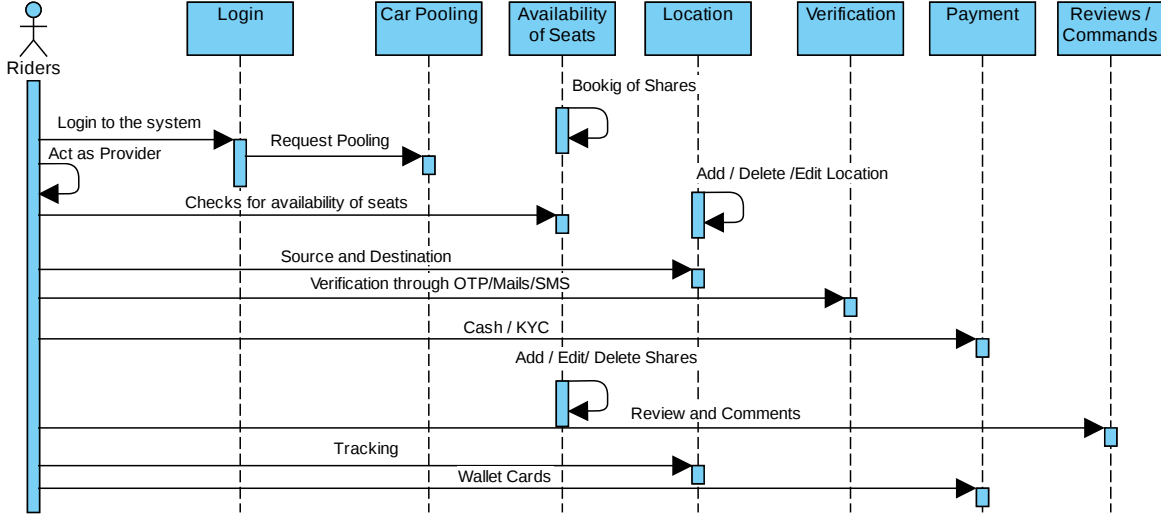 Login
Car Pooling
Availability
of Seats
Location
Verification
Payment
Reviews /
Commands
Riders
Bookig of Shares
Login to the system
Request Pooling
Act as Provider
Add / Delete /Edit Location
Checks for availability of seats
Source and Destination
Verification through OTP/Mails/SMS
Cash / KYC
Add / Edit/ Delete Shares
Review and Comments
Tracking
Wallet Cards